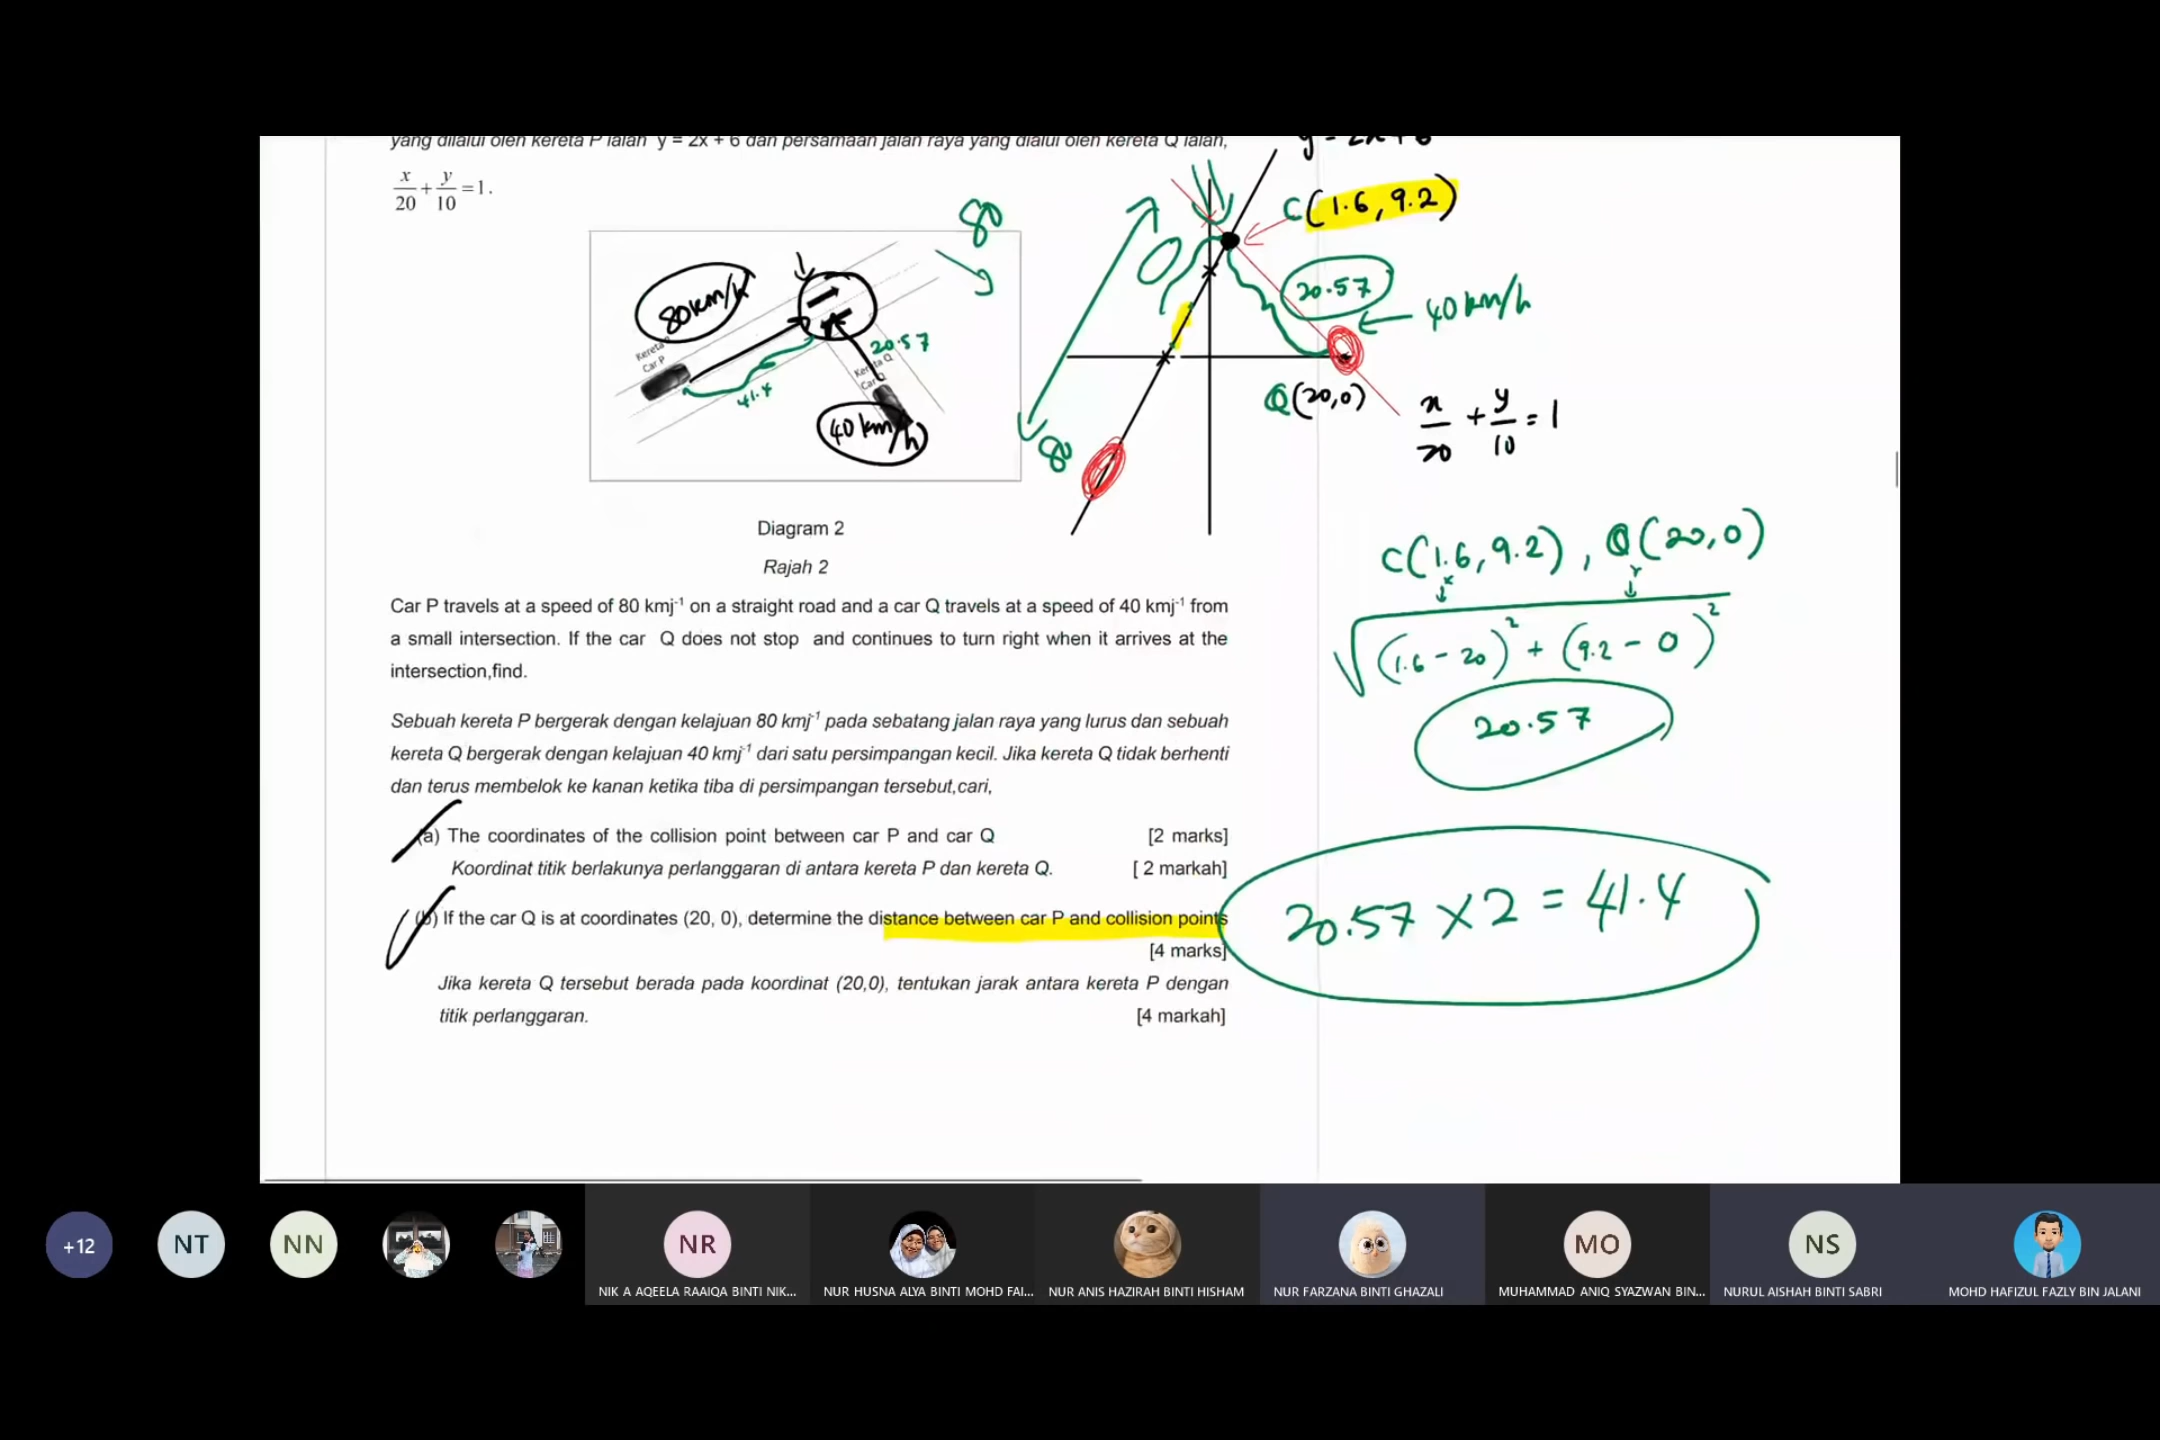 yang dilalui oleh kereta P ialah y = 2x + 6 dan persamaan jalan raya yang dialui oleh kereta Q ialah,
x/20 + y/10 = 1.
y = 2x + 6
C(1.6, 9.2)
80
80km/h
Kereta P
Car P
41.4
20.57
Kereta Q
Car Q
40 km/h
20.57
40 km/h
Q(20,0)
x/20 + y/10 = 1
80
Diagram 2
Rajah 2
C(1.6, 9.2), Q(20,0)
√(1.6 - 20)² + (9.2 - 0)²
20.57
Car P travels at a speed of 80 kmj⁻¹ on a straight road and a car Q travels at a speed of 40 kmj⁻¹ from
a small intersection. If the car Q does not stop and continues to turn right when it arrives at the
intersection,find.
Sebuah kereta P bergerak dengan kelajuan 80 kmj⁻¹ pada sebatang jalan raya yang lurus dan sebuah
kereta Q bergerak dengan kelajuan 40 kmj⁻¹ dari satu persimpangan kecil. Jika kereta Q tidak berhenti
dan terus membelok ke kanan ketika tiba di persimpangan tersebut,cari,
(a) The coordinates of the collision point between car P and car Q [2 marks]
Koordinat titik berlakunya perlanggaran di antara kereta P dan kereta Q. [ 2 markah]
(b) If the car Q is at coordinates (20, 0), determine the distance between car P and collision points
[4 marks]
Jika kereta Q tersebut berada pada koordinat (20,0), tentukan jarak antara kereta P dengan
titik perlanggaran. [4 markah]
20.57 × 2 = 41.4
+12
NT
NN
NR
MO
NS
NIK A AQEELA RAAIQA BINTI NIK...
NUR HUSNA ALYA BINTI MOHD FAI...
NUR ANIS HAZIRAH BINTI HISHAM
NUR FARZANA BINTI GHAZALI
MUHAMMAD ANIQ SYAZWAN BIN...
NURUL AISHAH BINTI SABRI
MOHD HAFIZUL FAZLY BIN JALANI